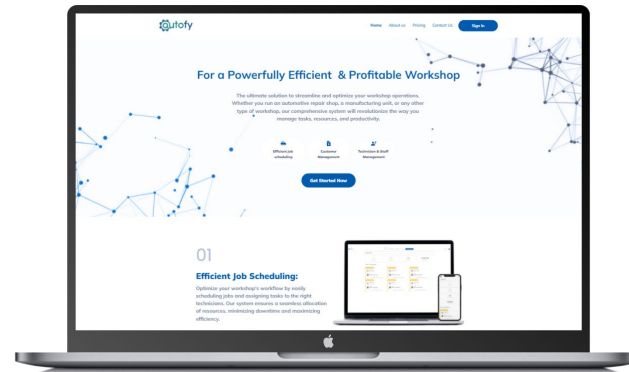 autofy
Home About us Pricing Contact Us Sign In
For a Powerfully Efficient & Profitable Workshop
The ultimate solution to streamline and optimize your workshop operations.
Whether you run an automotive repair shop, a manufacturing unit, or any other
type of workshop, our comprehensive system will revolutionize the way you
manage tasks, resources, and productivity.
Efficient job
scheduling
Customer
Management
Technician & Staff
Management
Get Started Now
01
Efficient Job Scheduling:
Optimize your workshop's workflow by easily
scheduling jobs and assigning tasks to the right
technicians. Our system ensures a seamless allocation
of resources, minimizing downtime and maximizing
efficiency.